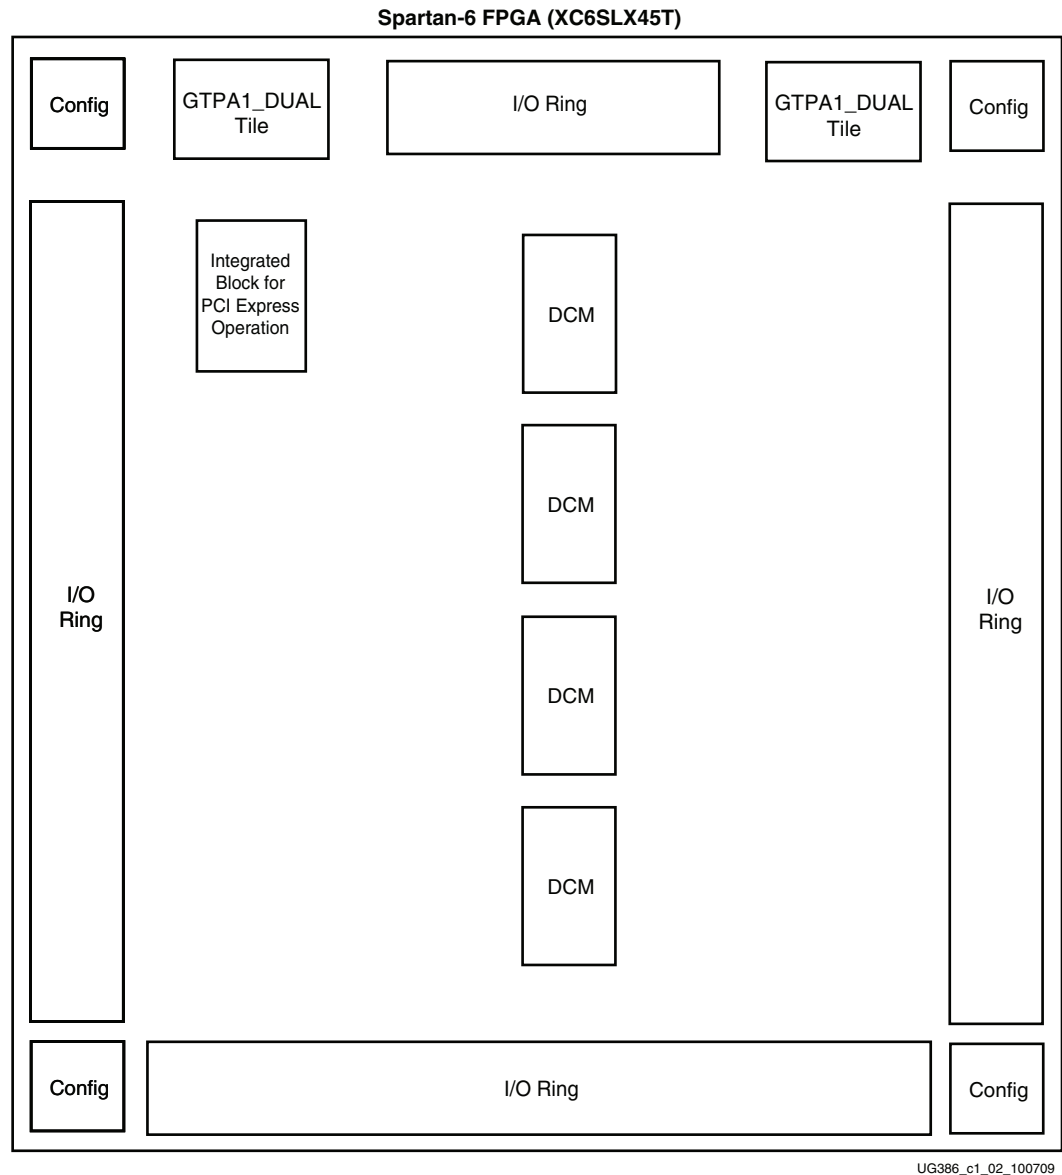 Spartan-6 FPGA (XC6SLX45T)
Config
GTPA1_DUAL
Tile
I/O Ring
GTPA1_DUAL
Tile
Config
Integrated
Block for
PCI Express
Operation
DCM
DCM
I/O
Ring
I/O
Ring
DCM
DCM
Config
I/O Ring
Config
UG386_c1_02_100709